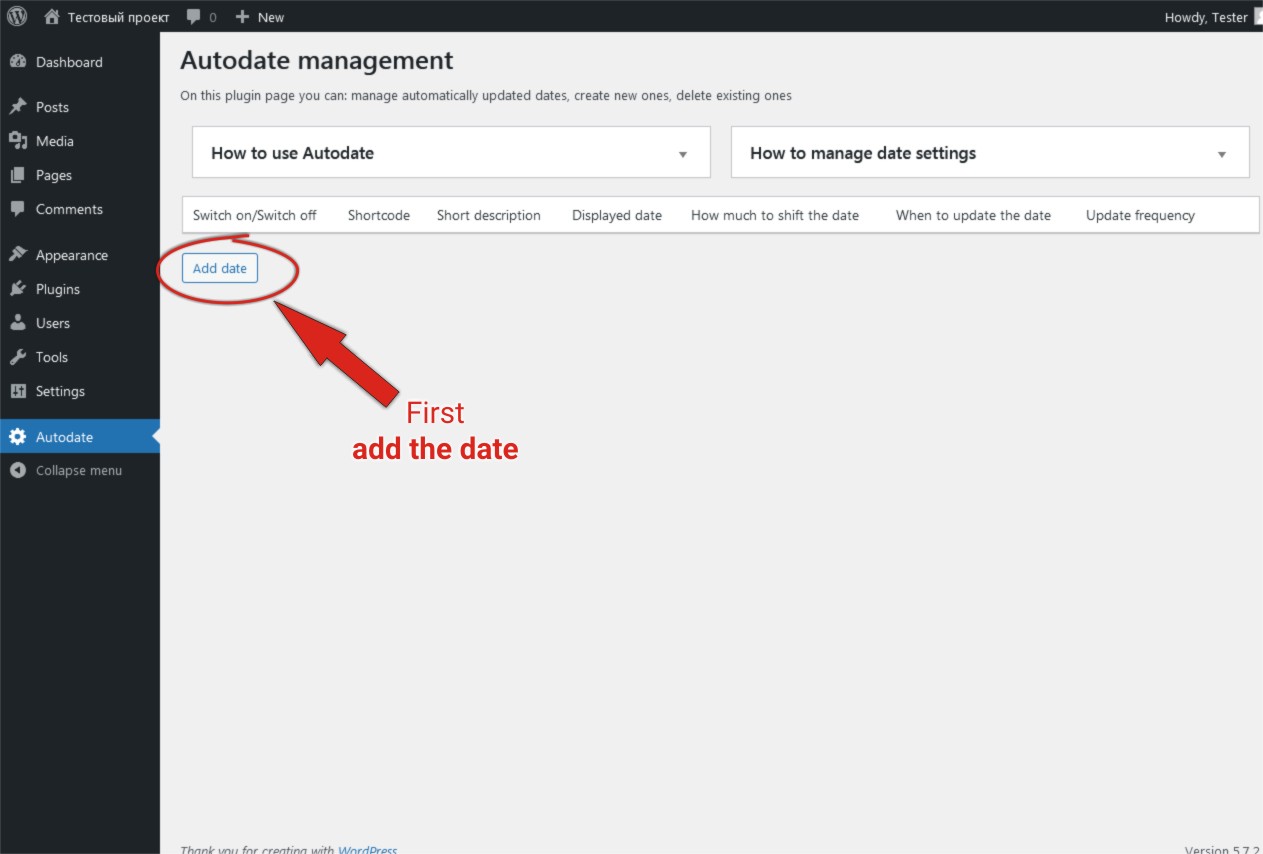 Тестовый проект 0 New Howdy, Tester
Dashboard
Posts
Media
Pages
Comments
Appearance
Plugins
Users
Tools
Settings
Autodate
Collapse menu
Autodate management
On this plugin page you can: manage automatically updated dates, create new ones, delete existing ones
How to use Autodate How to manage date settings
Switch on/Switch off Shortcode Short description Displayed date How much to shift the date When to update the date Update frequency
Add date
First
add the date
Thank you for creating with WordPress Version 5.7.2